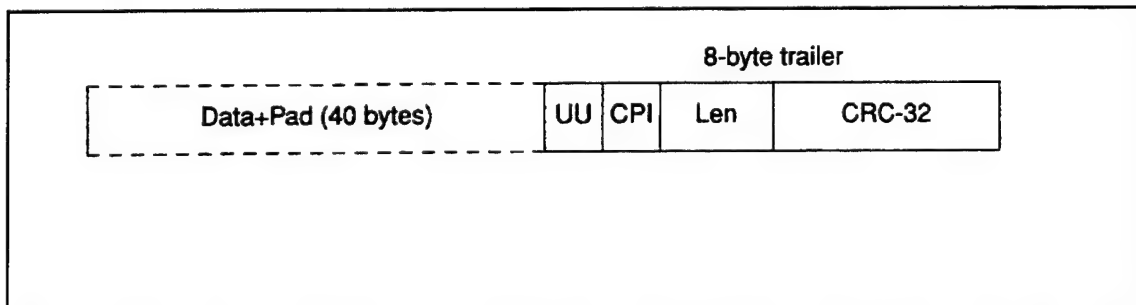 8-byte trailer
Data+Pad (40 bytes) UU CPI Len CRC-32